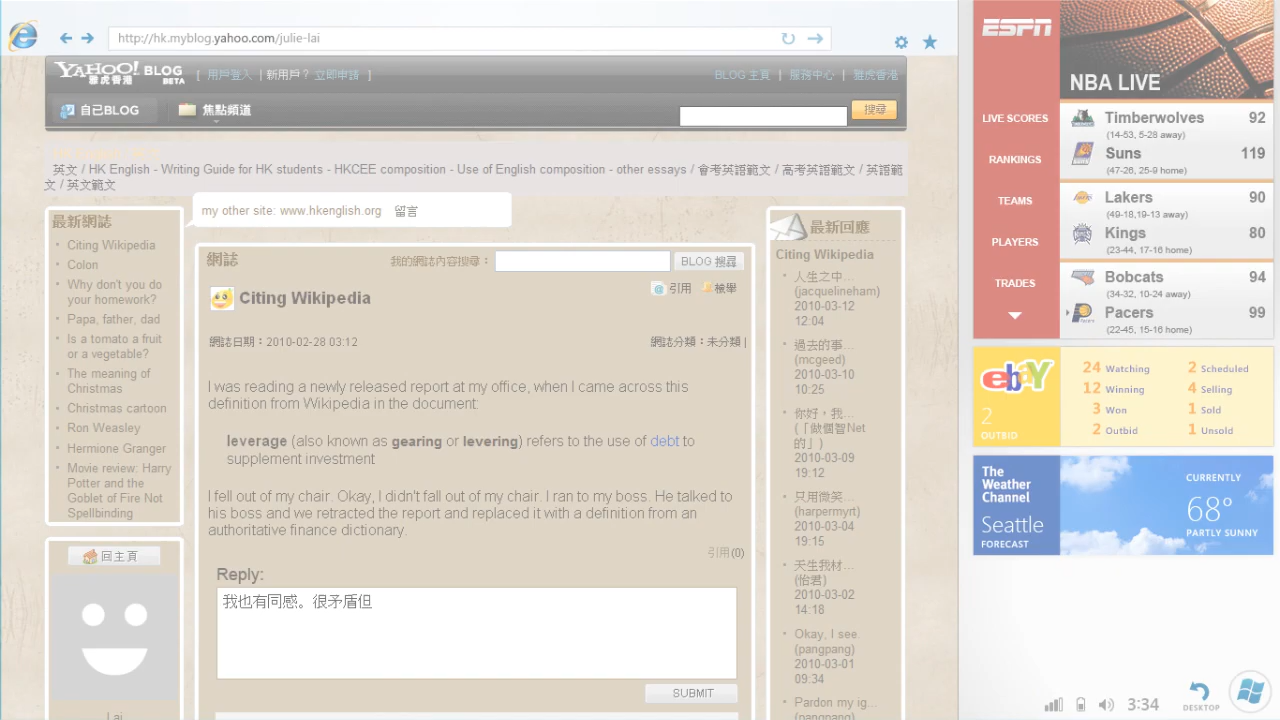 http://hk.myblog.yahoo.com/julie-lai
YAHOO! BLOG
雅虎香港 BETA
[ 用戶登入 | 新用戶? 立即申請 ]
BLOG 主頁 | 服務中心 | 雅虎香港
自己BLOG
焦點頻道
搜尋
英文 / HK English - Writing Guide for HK students - HKCEE composition - Use of English composition - other essays / 會考英語範文 / 高考英語範文 / 英語範
文 / 英文範文
my other site: www.hkenglish.org 留言
最新網誌
Citing Wikipedia
Colon
Why don't you do
your homework?
Papa, father, dad
Is a tomato a fruit
or a vegetable?
The meaning of
Christmas
Christmas cartoon
Ron Weasley
Hermione Granger
Movie review: Harry
Potter and the
Goblet of Fire Not
Spellbinding
回主頁
Lai
網誌
我的網誌內容搜尋:
BLOG 搜尋
Citing Wikipedia
引用
檢舉
網誌日期:2010-02-28 03:12
網誌分類:未分類 |
I was reading a newly released report at my office, when I came across this
definition from Wikipedia in the document:
leverage (also known as gearing or levering) refers to the use of debt to
supplement investment
I fell out of my chair. Okay, I didn't fall out of my chair. I ran to my boss. He talked to
his boss and we retracted the report and replaced it with a definition from an
authoritative finance dictionary.
引用(0)
Reply:
我也有同感。很矛盾但
SUBMIT
最新回應
Citing Wikipedia
人生之中...
(jacquelineham)
2010-03-12
12:04
過去的事...
(mcgeed)
2010-03-10
10:25
你好,我...
(「做個智Net
的」)
2010-03-09
19:12
只用微笑...
(harpermyrt)
2010-03-04
19:15
天生我材...
(怡君)
2010-03-02
14:18
Okay, I see.
(pangpang)
2010-03-01
09:34
Pardon my ig...
(pangpang)
ESPN
LIVE SCORES
RANKINGS
TEAMS
PLAYERS
TRADES
NBA LIVE
Timberwolves 92
(14-53, 5-28 away)
Suns 119
(47-26, 25-9 home)
Lakers 90
(49-18,19-13 away)
Kings 80
(23-44, 17-16 home)
Bobcats 94
(34-32, 10-24 away)
Pacers 99
(22-45, 15-16 home)
ebay
2
OUTBID
24 Watching 2 Scheduled
12 Winning 4 Selling
3 Won 1 Sold
2 Outbid 1 Unsold
The
Weather
Channel
Seattle
FORECAST
CURRENTLY
68°
PARTLY SUNNY
3:34
DESKTOP